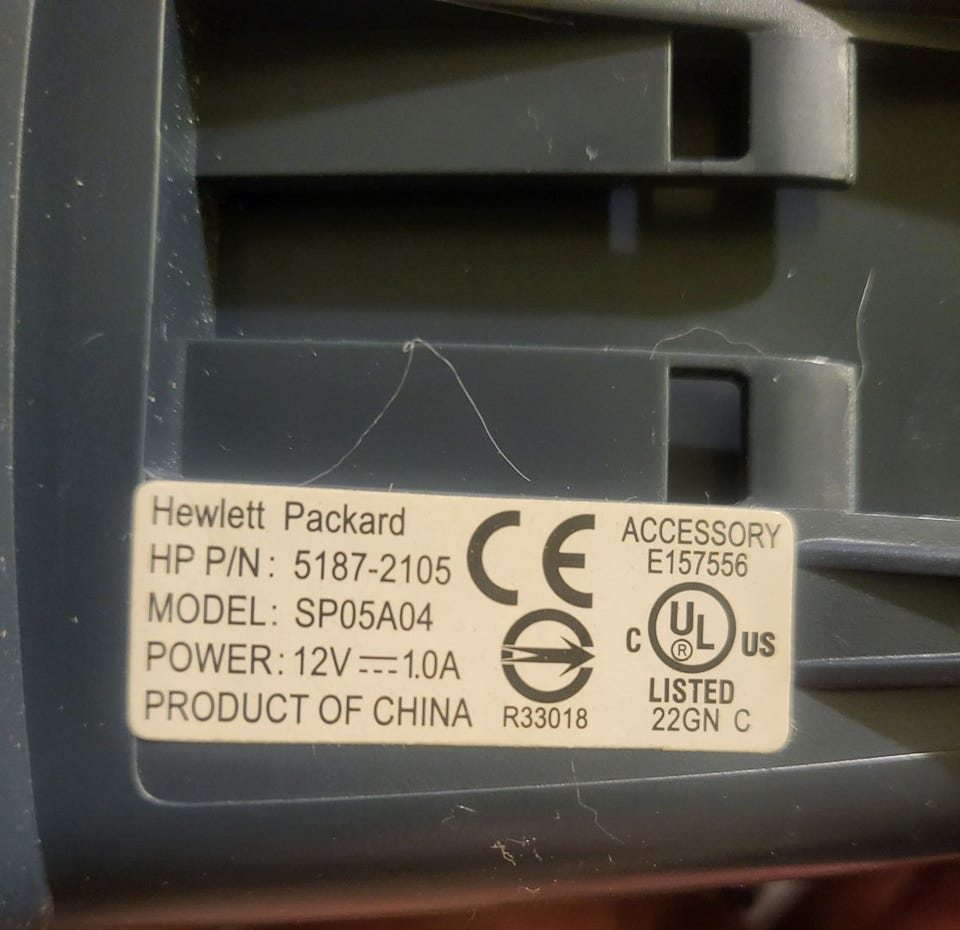 Hewlett Packard
HP P/N: 5187-2105
MODEL: SP05A04
POWER: 12V ⎓ 1.0A
PRODUCT OF CHINA
CE
R33018
ACCESSORY
E157556
C UL US
®
LISTED
22GN C